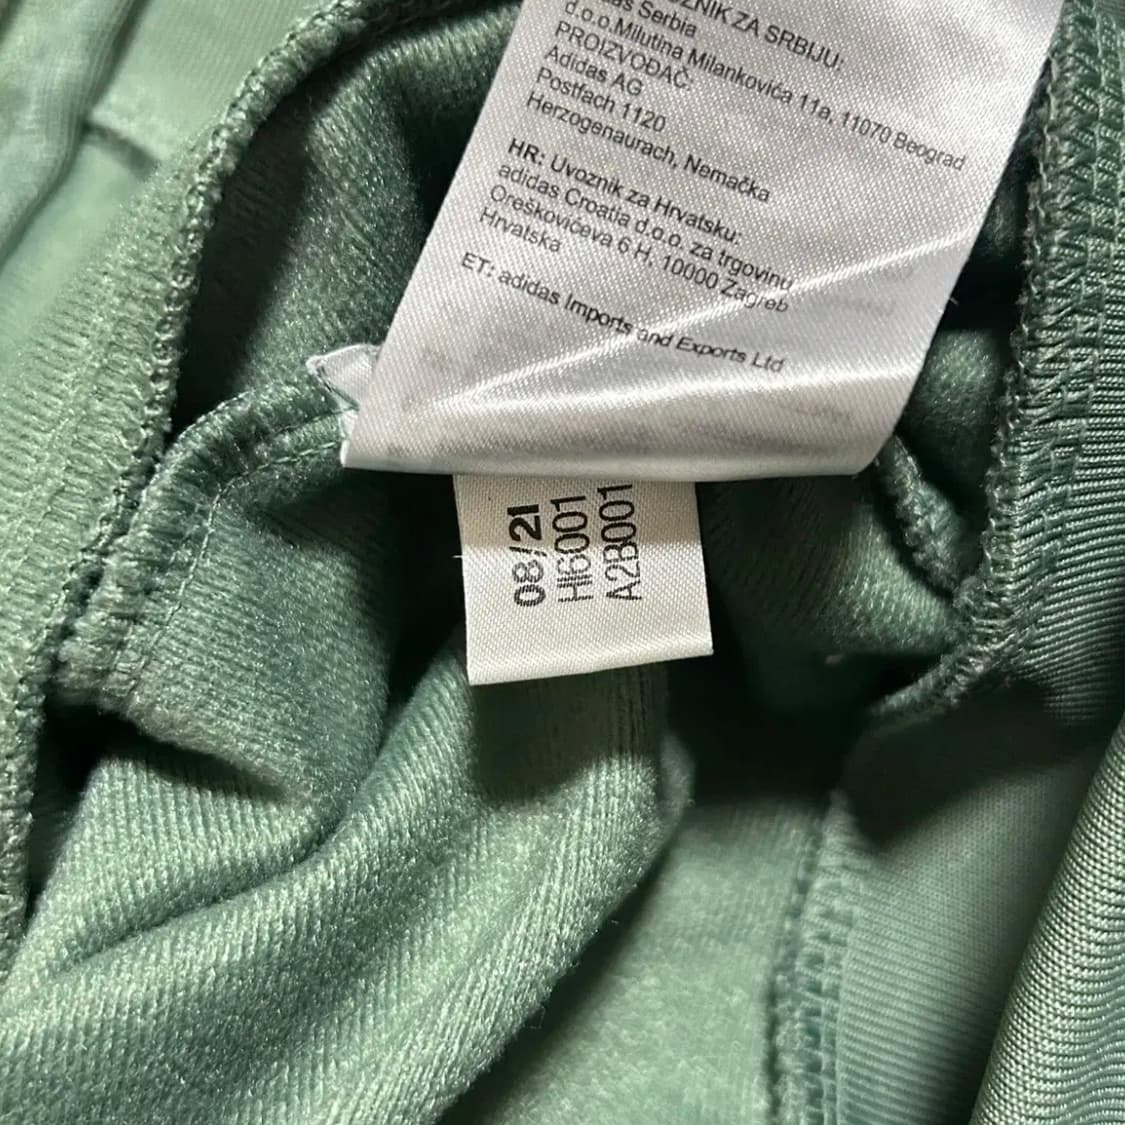 ZA SRBIJU:
Serbia
d.o.o.Milutina Milankovića 11a, 11070 Beograd
PROIZVOĐAČ:
Adidas AG
Postfach 1120
Herzogenaurach, Nemačka
HR: Uvoznik za Hrvatsku:
adidas Croatia d.o.o. za trgovinu
Oreškovićeva 6 H, 10000 Zagreb
Hrvatska
ET: adidas Imports and Exports Ltd
08/21
HI6001
A2B001